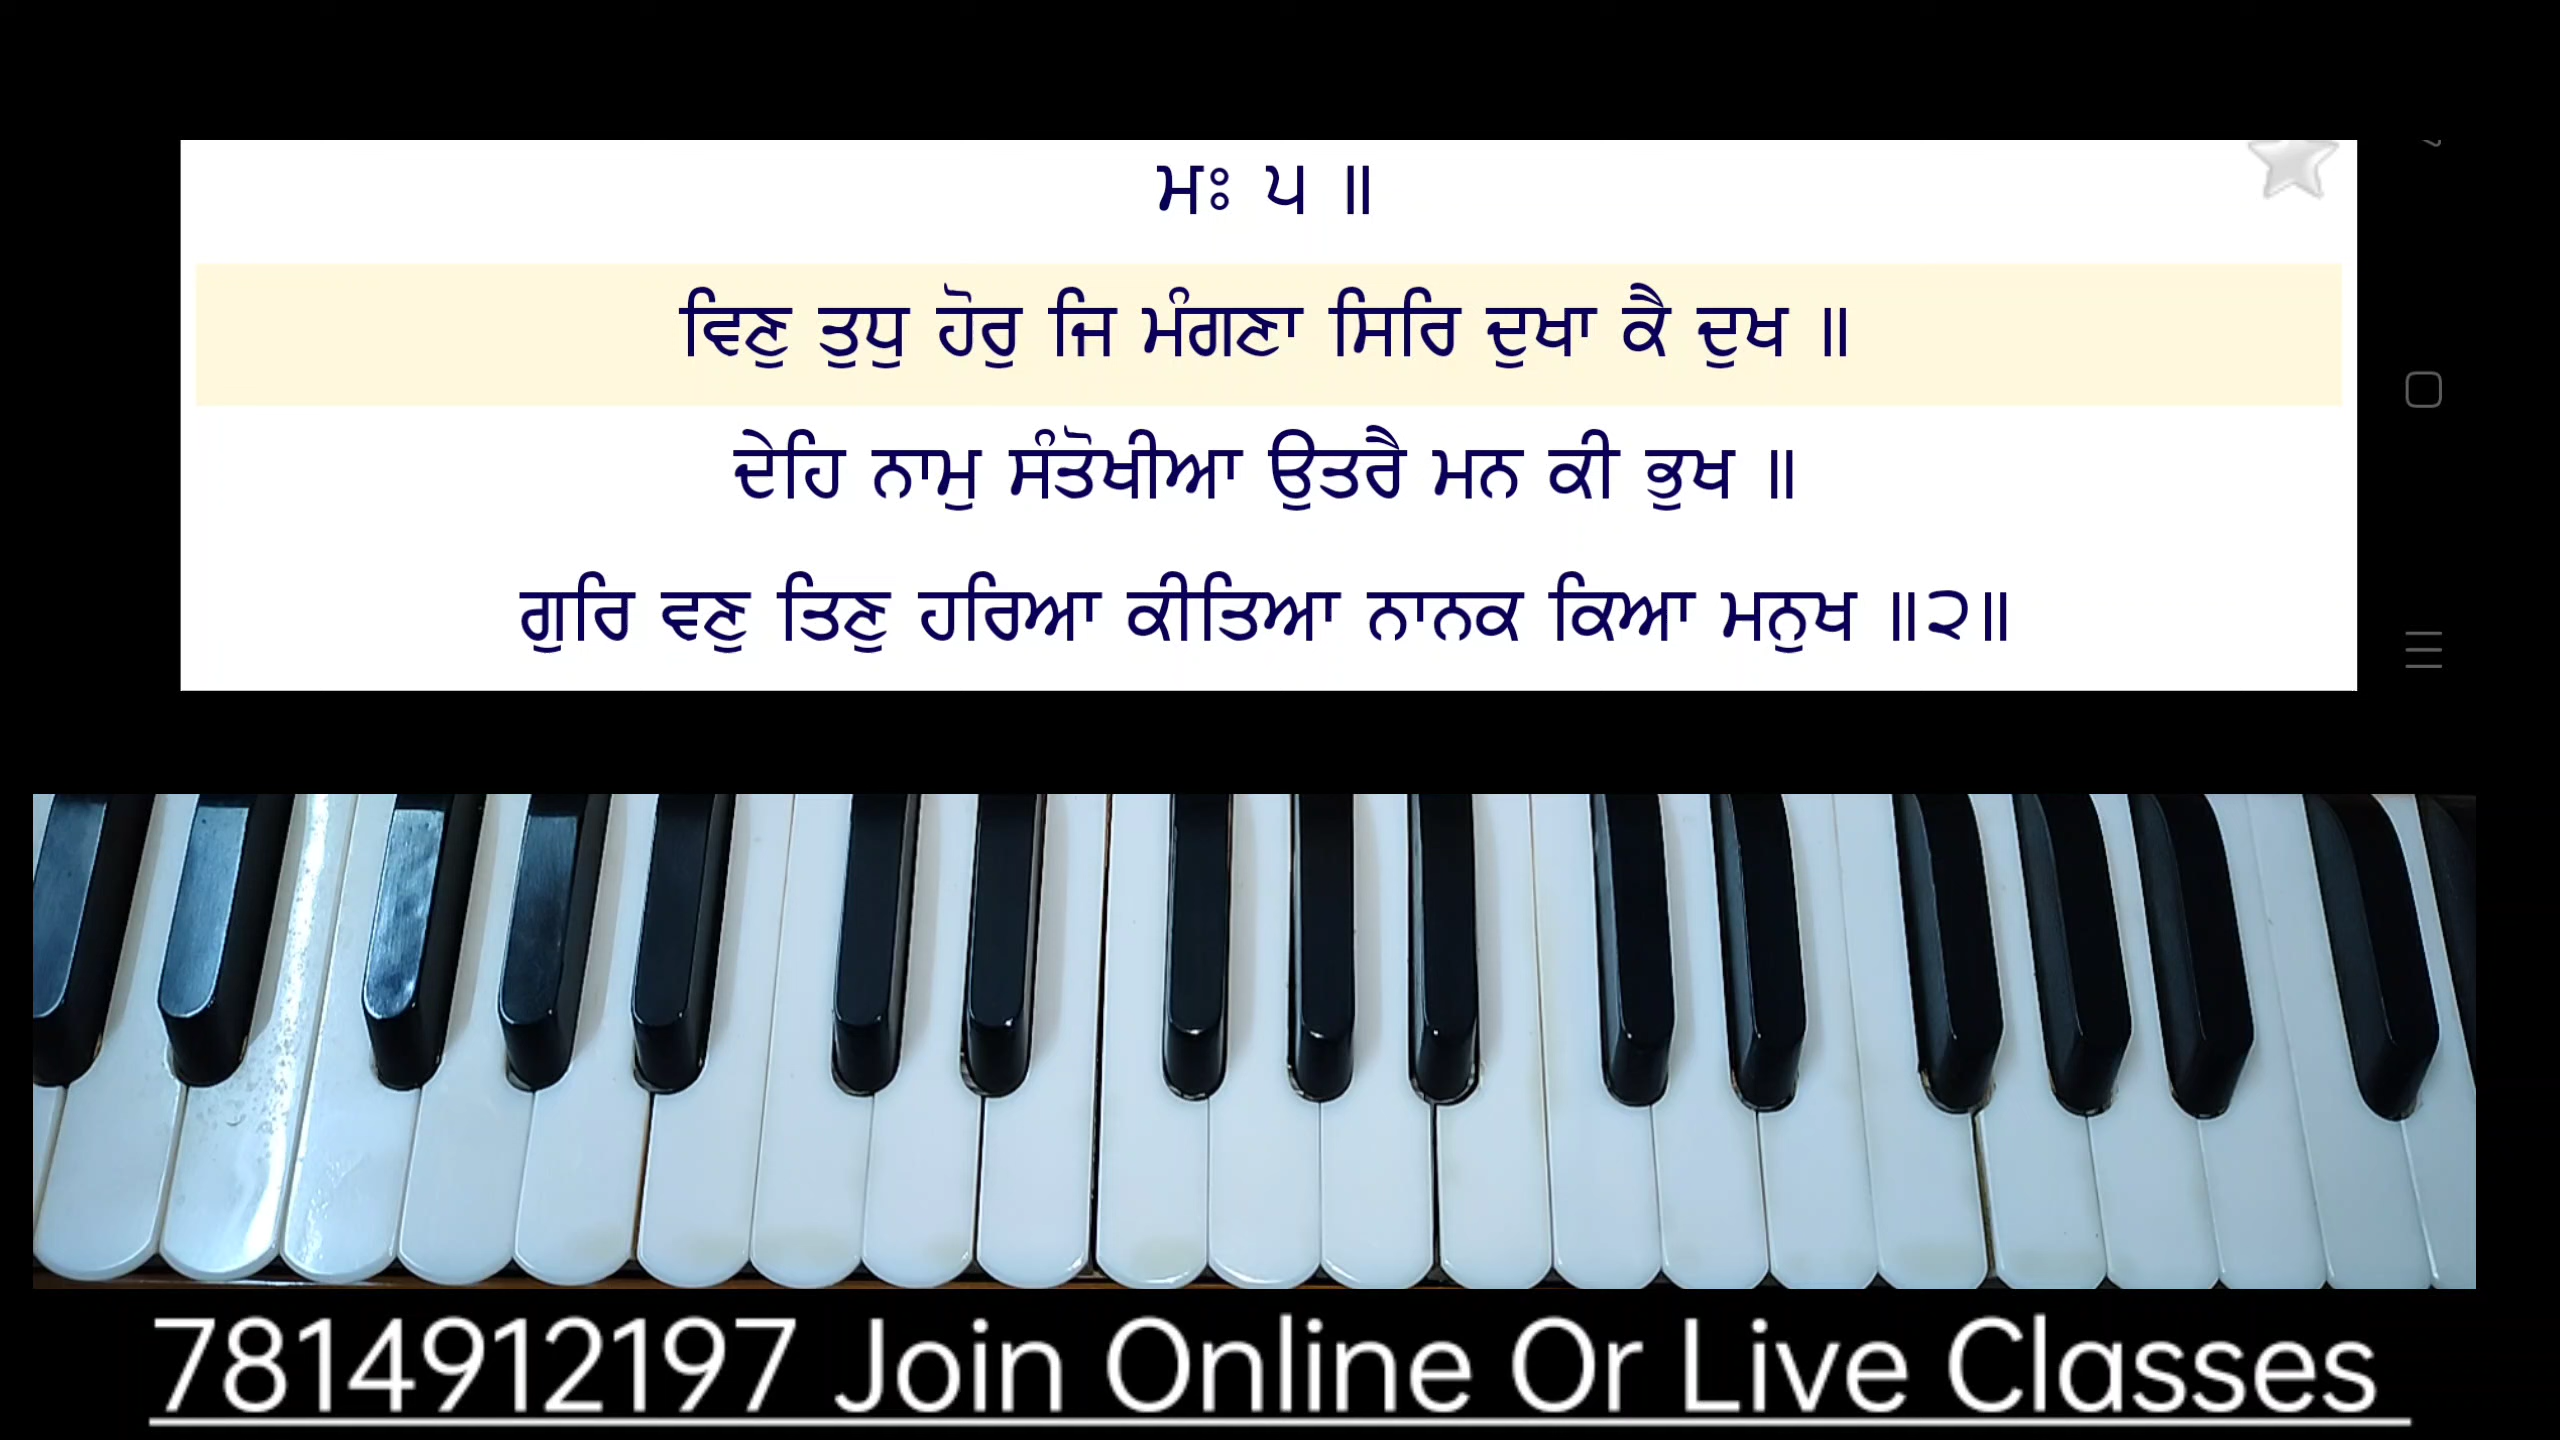 ਮਃ ੫ ॥
ਵਿਣੁ ਤੁਧੁ ਹੋਰੁ ਜਿ ਮੰਗਣਾ ਸਿਰਿ ਦੁਖਾ ਕੈ ਦੁਖ ॥
ਦੇਹਿ ਨਾਮੁ ਸੰਤੋਖੀਆ ਉਤਰੈ ਮਨ ਕੀ ਭੁਖ ॥
ਗੁਰਿ ਵਣੁ ਤਿਣੁ ਹਰਿਆ ਕੀਤਿਆ ਨਾਨਕ ਕਿਆ ਮਨੁਖ ॥੨॥
7814912197 Join Online Or Live Classes